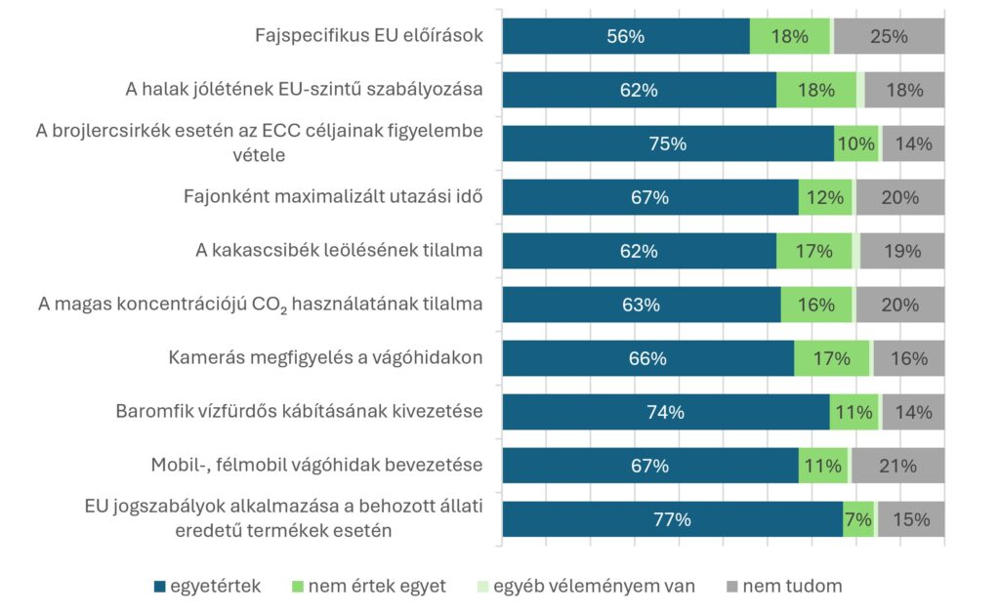 Fajspecifikus EU előírások
56% 18% 25%
A halak jólétének EU-szintű szabályozása
62% 18% 18%
A brojlercsirkék esetén az ECC céljainak figyelembe
vétele
75% 10% 14%
Fajonként maximalizált utazási idő
67% 12% 20%
A kakascsibék leölésének tilalma
62% 17% 19%
A magas koncentrációjú CO₂ használatának tilalma
63% 16% 20%
Kamerás megfigyelés a vágóhidakon
66% 17% 16%
Baromfik vízfürdős kábításának kivezetése
74% 11% 14%
Mobil-, félmobil vágóhidak bevezetése
67% 11% 21%
EU jogszabályok alkalmazása a behozott állati
eredetű termékek esetén
77% 7% 15%
egyetértek nem értek egyet egyéb véleményem van nem tudom